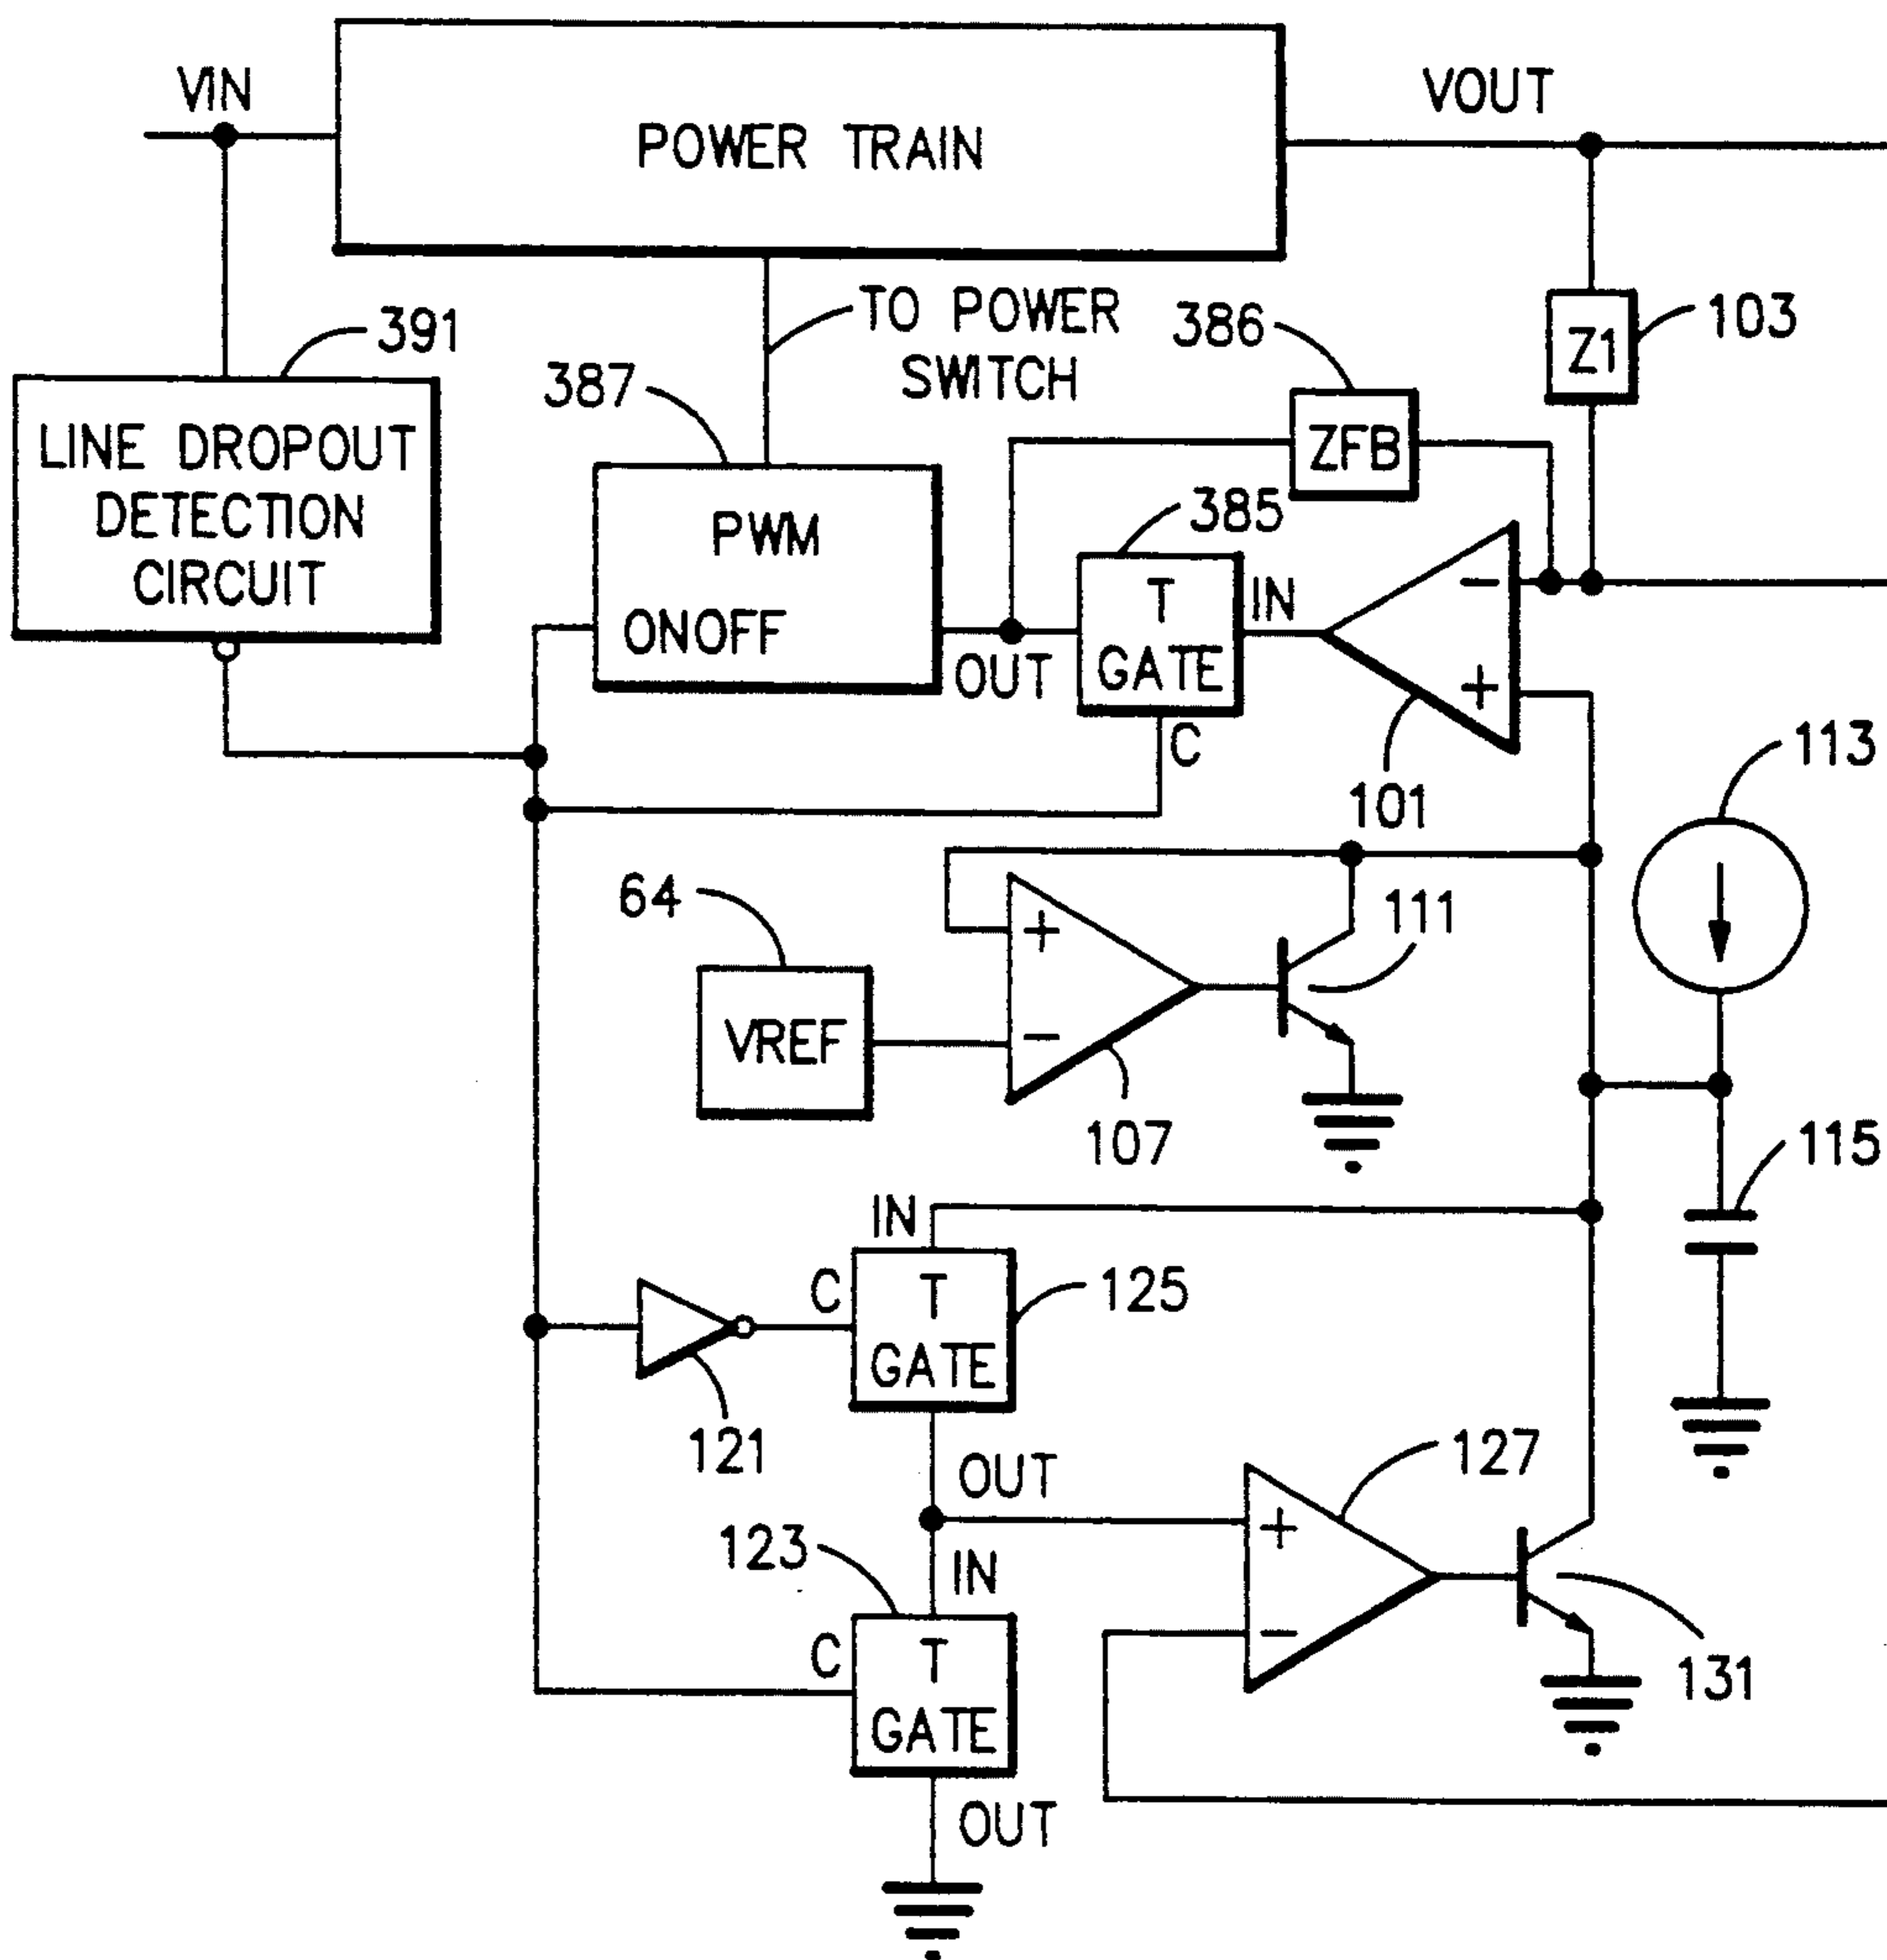 VIN
POWER TRAIN
VOUT
391
387
TO POWER
SWITCH
386
103
Z1
LINE DROPOUT
DETECTION
CIRCUIT
PWM
ONOFF
ZFB
385
T
GATE
IN
OUT
C
-
+
101
113
64
VREF
+
-
107
111
115
IN
C
T
GATE
125
121
OUT
127
123
IN
C
T
GATE
+
-
131
OUT